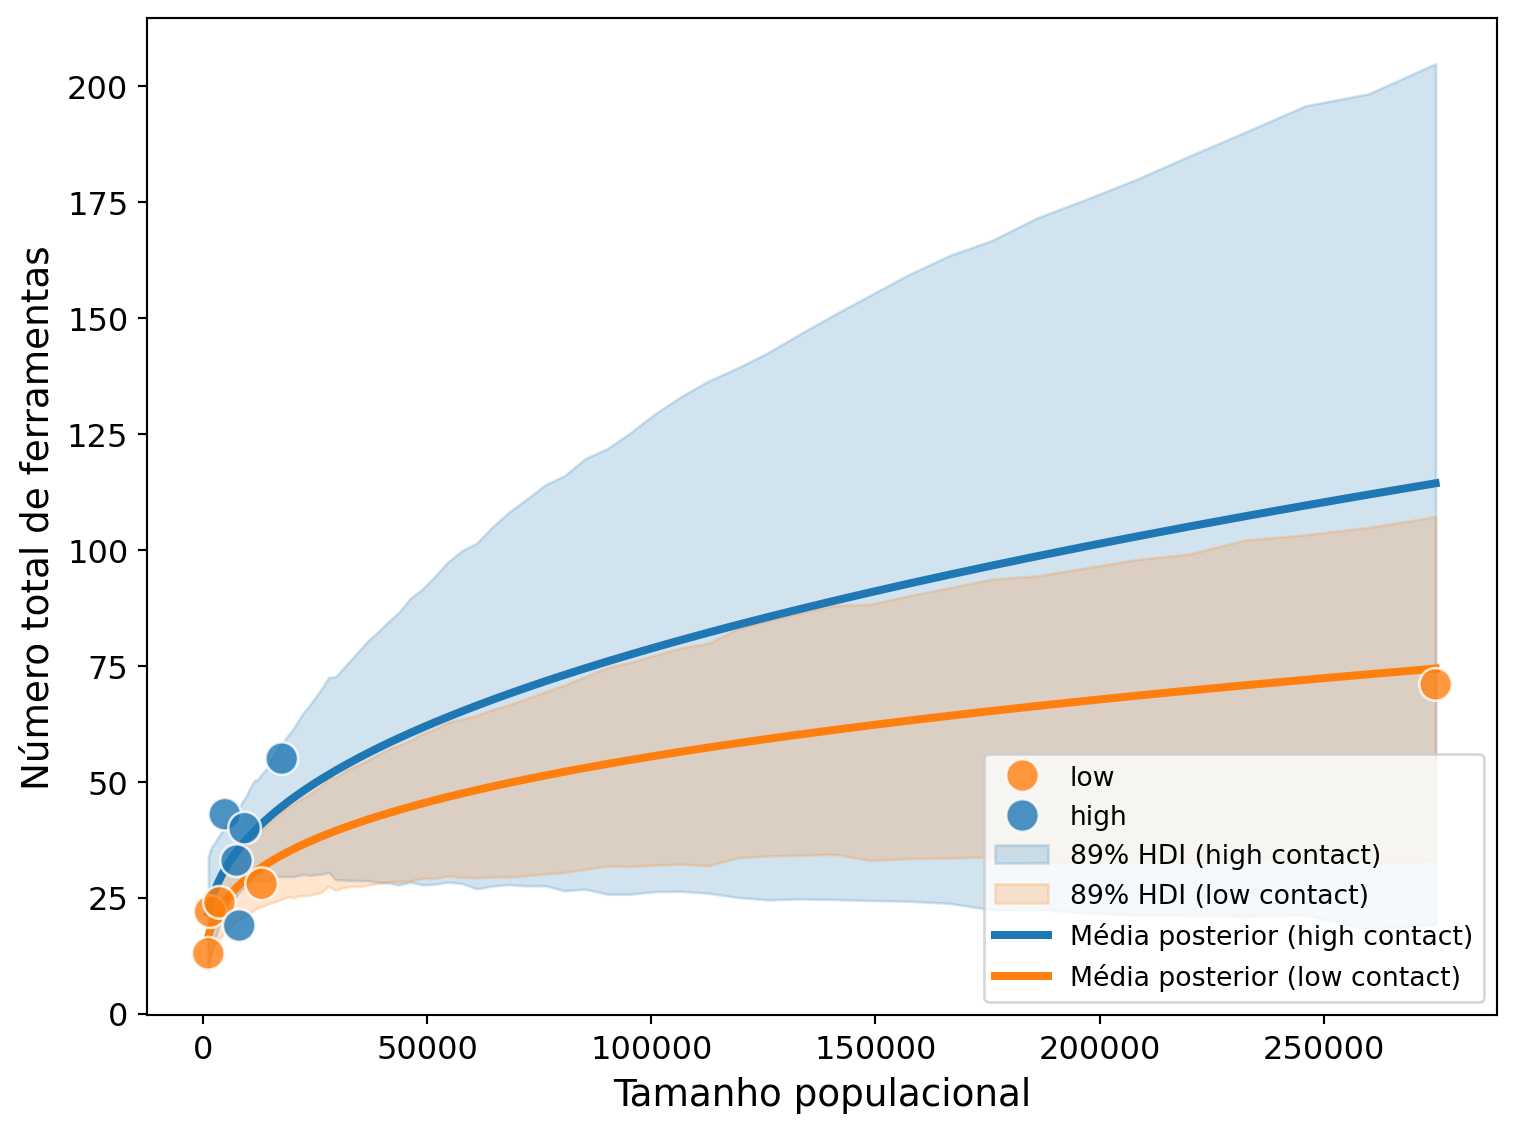 200
175
150
125
100
75
50
25
0
Número total de ferramentas
low
high
89% HDI (high contact)
89% HDI (low contact)
Média posterior (high contact)
Média posterior (low contact)
0 50000 100000 150000 200000 250000
Tamanho populacional